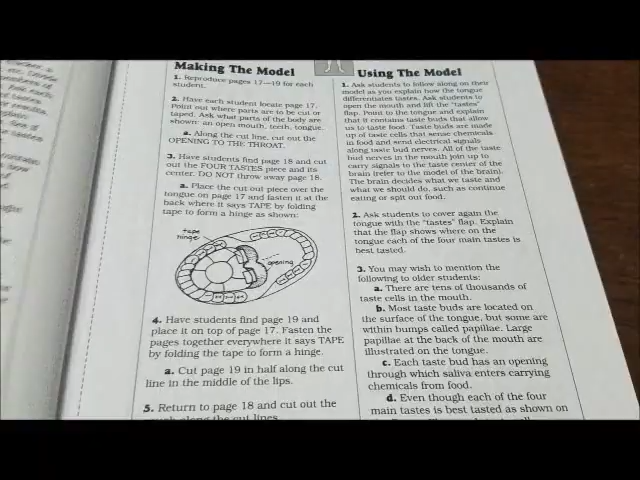 Making The Model
1. Reproduce pages 17—19 for each
student.
2. Have each student locate page 17.
Point out where parts are to be cut or
taped. Ask what parts of the body are
shown: an open mouth, teeth, tongue.
a. Along the cut line, cut out the
OPENING TO THE THROAT.
3. Have students find page 18 and cut
out the FOUR TASTES piece and its
center. DO NOT throw away page 18.
a. Place the cut out piece over the
tongue on page 17 and fasten it at the
back where it says TAPE by folding
tape to form a hinge as shown:
tape
hinge
opening
4. Have students find page 19 and
place it on top of page 17. Fasten the
pages together everywhere it says TAPE
by folding the tape to form a hinge.
a. Cut page 19 in half along the cut
line in the middle of the lips.
5. Return to page 18 and cut out the
along the cut lines.
Using The Model
1. Ask students to follow along on their
model as you explain how the tongue
differentiates tastes. Ask students to
open the mouth and lift the "tastes"
flap. Point to the tongue and explain
that it contains taste buds that allow
us to taste food. Taste buds are made
up of taste cells that sense chemicals
in food and send electrical signals
along taste bud nerves. All of the taste
bud nerves in the mouth join up to
carry signals to the taste center of the
brain (refer to the model of the brain).
The brain decides what we taste and
what we should do, such as continue
eating or spit out food.
2. Ask students to cover again the
tongue with the "tastes" flap. Explain
that the flap shows where on the
tongue each of the four main tastes is
best tasted.
3. You may wish to mention the
following to older students:
a. There are tens of thousands of
taste cells in the mouth.
b. Most taste buds are located on
the surface of the tongue, but some are
within bumps called papillae. Large
papillae at the back of the mouth are
illustrated on the tongue.
c. Each taste bud has an opening
through which saliva enters carrying
chemicals from food.
d. Even though each of the four
main tastes is best tasted as shown on